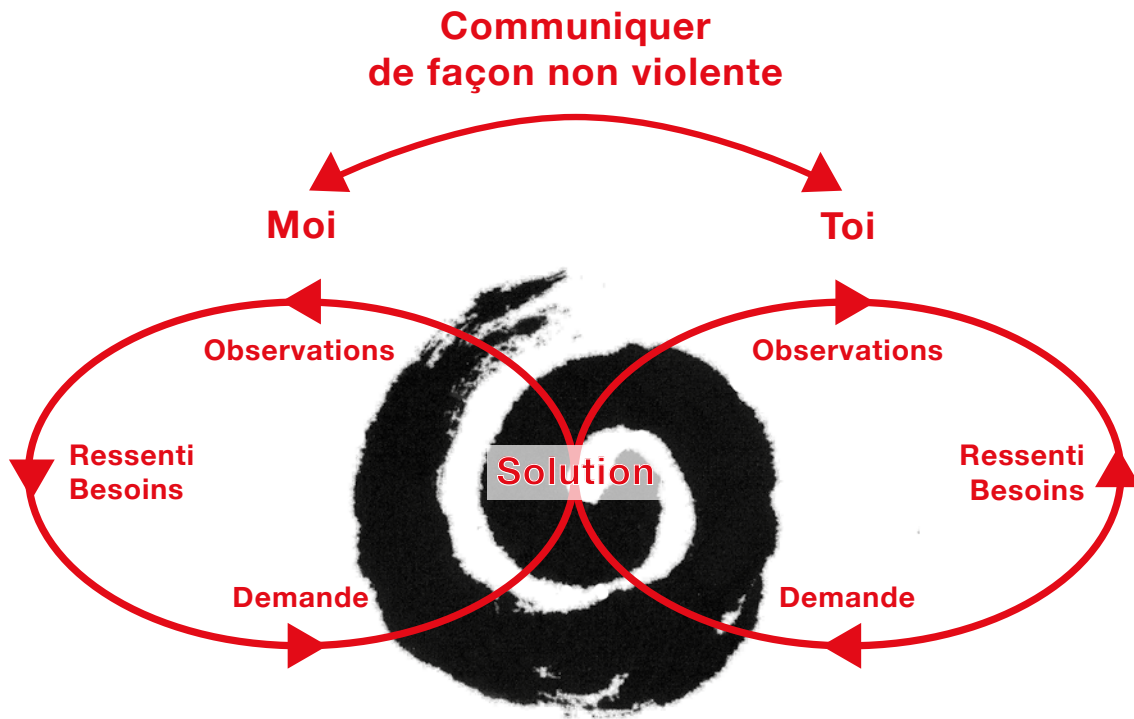 Communiquer
de façon non violente
Moi
Toi
Observations
Observations
Ressenti
Besoins
Solution
Ressenti
Besoins
Demande
Demande